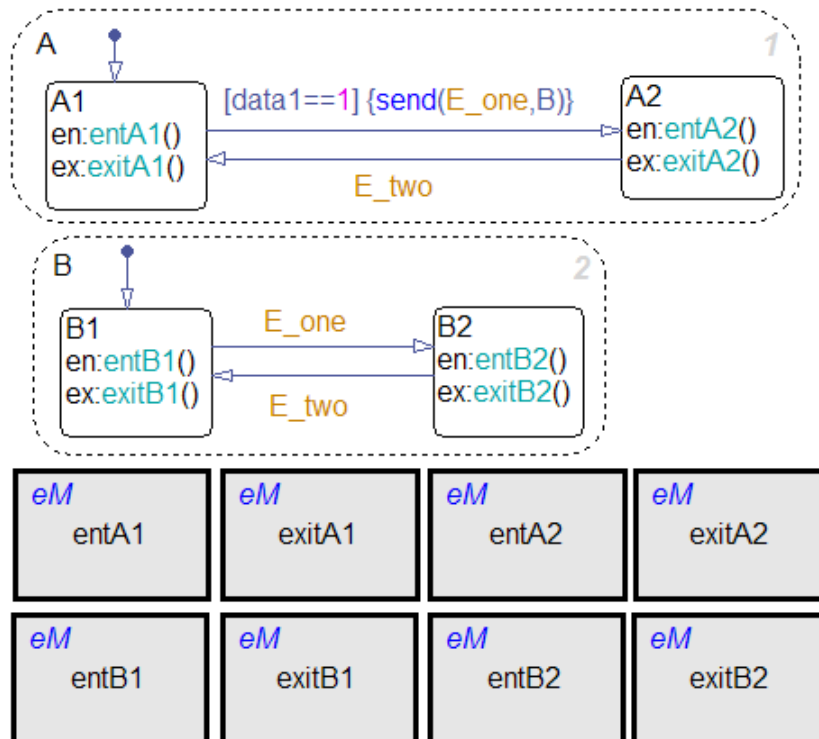 A
1
A1
en:entA1()
ex:exitA1()
[data1==1] {send(E_one,B)}
E_two
A2
en:entA2()
ex:exitA2()
B
2
B1
en:entB1()
ex:exitB1()
E_one
E_two
B2
en:entB2()
ex:exitB2()
eM
entA1
eM
exitA1
eM
entA2
eM
exitA2
eM
entB1
eM
exitB1
eM
entB2
eM
exitB2